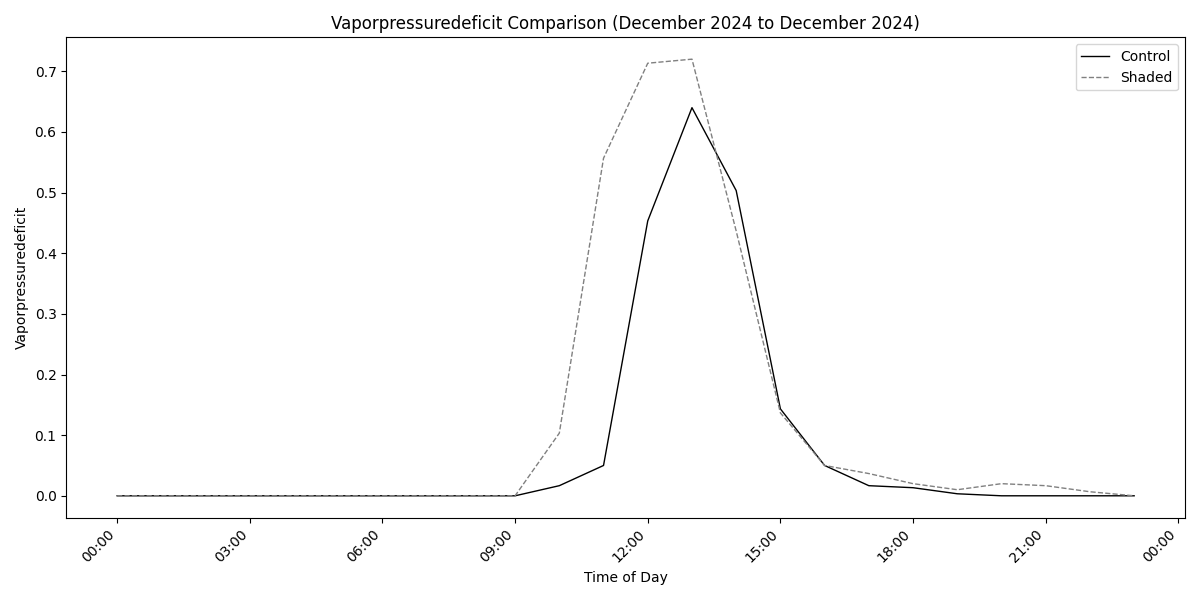 Vaporpressuredeficit Comparison (December 2024 to December 2024)
Control
Shaded
Vaporpressuredeficit
0.7
0.6
0.5
0.4
0.3
0.2
0.1
0.0
00:00 03:00 06:00 09:00 12:00 15:00 18:00 21:00 00:00
Time of Day